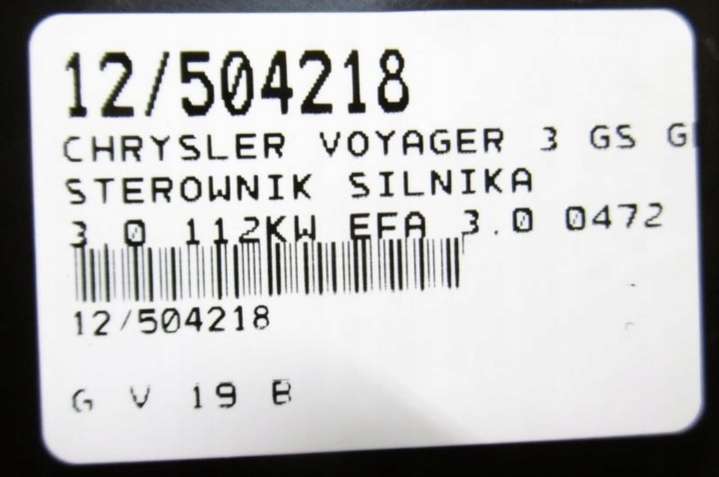 12/504218
CHRYSLER VOYAGER 3 GS
STEROWNIK SILNIKA
3.0 112KW EFA 3.0 0472
12/504218
G V 19 B